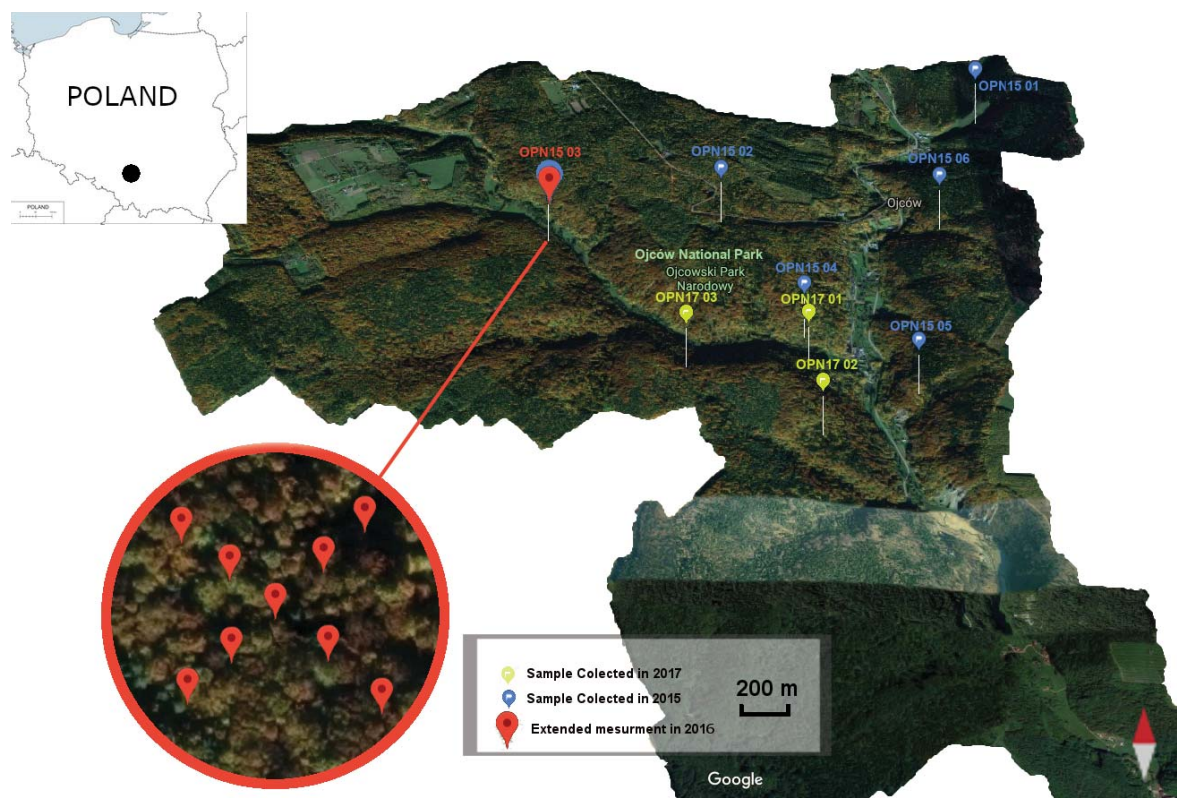 POLAND
POLAND
OPN15 01
OPN15 03
OPN15 02
OPN15 06
Ojców
Ojców National Park
Ojcowski Park
Narodowy
OPN15 04
OPN17 03
OPN17 01
OPN15 05
OPN17 02
Sample Colected in 2017
Sample Colected in 2015
Extended mesurment in 2016
200 m
Google